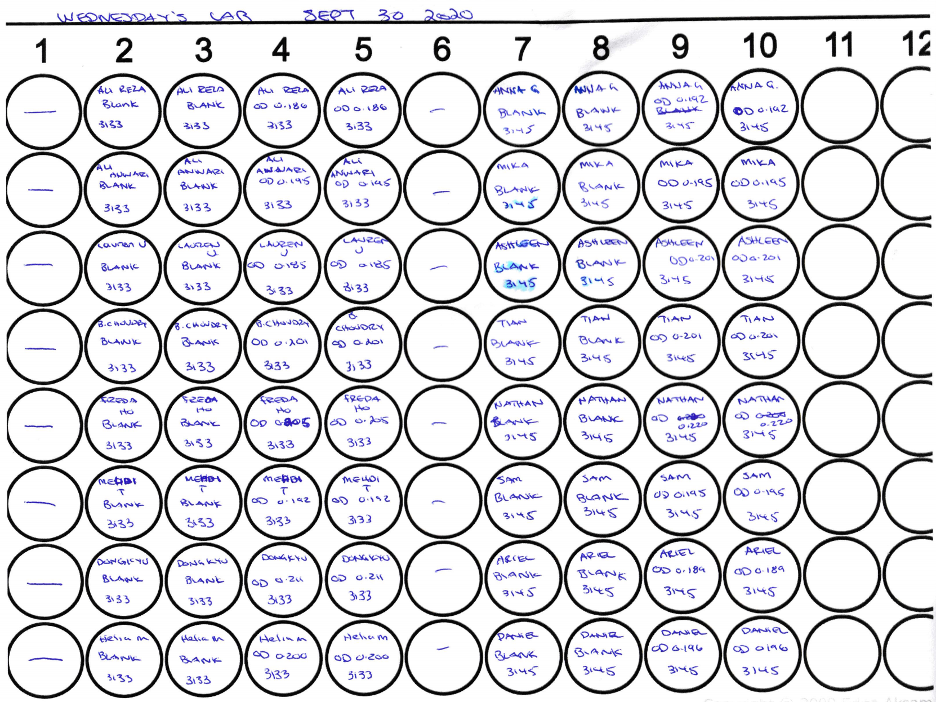 WEDNESDAY'S LAB SEPT 30 2020
1 2 3 4 5 6 7 8 9 10 11 12
— ALI REZA ALI REZA ALI REZA ALI REZA — ANNA G ANNA G ANNA G ANNA G.
Blank BLANK OD 0.186 OD 0.186 BLANK BLANK OD 0.192 OD 0.192
BLANK
3133 3133 3133 3133 3145 3145 3145 3145
— ALI ALI ALI ALI — MIKA MIKA MIKA MIKA
ANWARI ANWARI ANWARI ANWARI
BLANK BLANK OD 0.195 OD 0.195 BLANK BLANK OD 0.195 OD 0.195
3133 3133 3133 3133 3145 3145 3145 3145
— Lauren U LAUREN LAUREN LAUREN — ASHLEEN ASHLEEN ASHLEEN ASHLEEN
U U U
BLANK BLANK OD 0.185 OD 0.185 BLANK BLANK OD 0.201 OD 0.201
3133 3133 3133 3133 3145 3145 3145 3145
— B.CHOUDRY B.CHOUDRY B.CHOUDRY B CHOUDRY — TIAN TIAN TIAN TIAN
BLANK BLANK OD 0.201 OD 0.201 BLANK BLANK OD 0.201 OD 0.201
3133 3133 3133 3133 3145 3145 3145 3145
— FREDA FREDA FREDA FREDA — NATHAN NATHAN NATHAN NATHAN
HO HO HO HO
BLANK BLANK OD 0.205 OD 0.205 BLANK BLANK OD OD
0.220 0.220
3133 3133 3133 3133 3145 3145 3145 3145
— MEHDI MEHDI MEHDI MEHDI — SAM SAM SAM SAM
T T T T
BLANK BLANK OD 0.192 OD 0.192 BLANK BLANK OD 0.195 OD 0.195
3133 3133 3133 3133 3145 3145 3145 3145
— DONGKYU DONGKYU DONGKYU DONGKYU — ARIEL ARIEL ARIEL ARIEL
BLANK BLANK OD 0.211 OD 0.211 BLANK BLANK OD 0.189 OD 0.189
3133 3133 3133 3133 3145 3145 3145 3145
— Helia M Helia M Helia M Helia M — DANIEL DANIEL DANIEL DANIEL
BLANK BLANK OD 0.200 OD 0.200 BLANK BLANK OD 0.196 OD 0.196
3133 3133 3133 3133 3145 3145 3145 3145